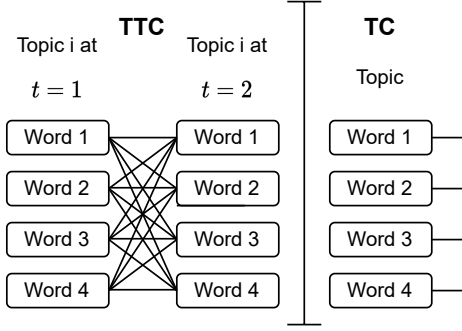 TTC
Topic i at Topic i at
t = 1 t = 2
Word 1 Word 1
Word 2 Word 2
Word 3 Word 3
Word 4 Word 4
TC
Topic
Word 1
Word 2
Word 3
Word 4